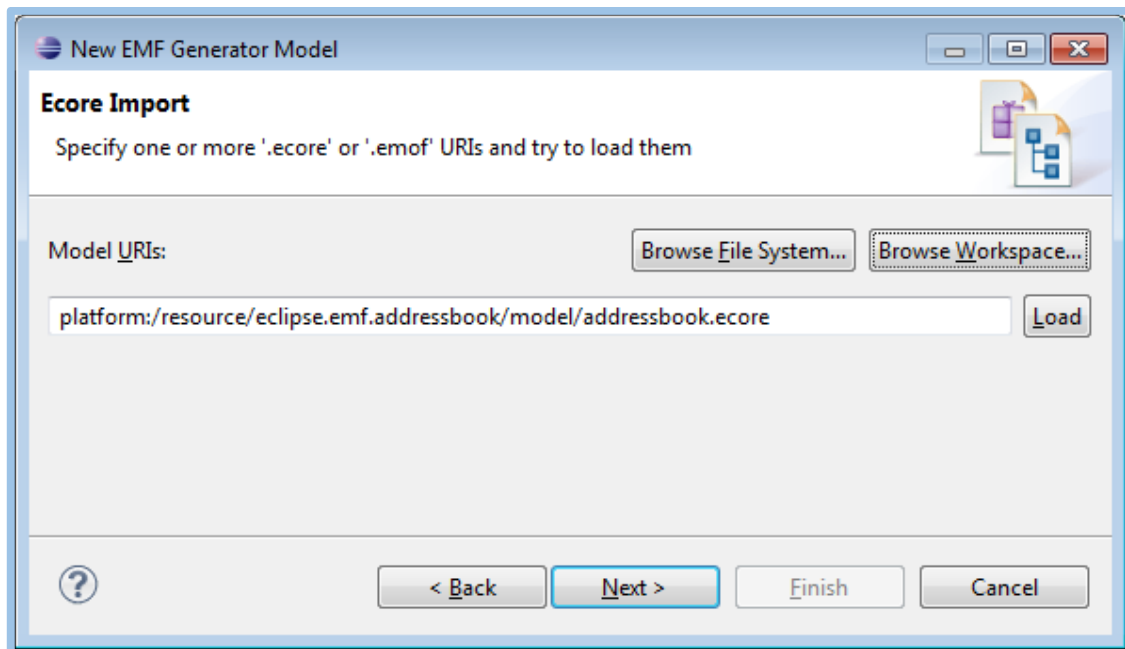 New EMF Generator Model
Ecore Import
Specify one or more '.ecore' or '.emof' URIs and try to load them
Model URIs:
Browse File System...
Browse Workspace...
platform:/resource/eclipse.emf.addressbook/model/addressbook.ecore
Load
?
< Back
Next >
Finish
Cancel